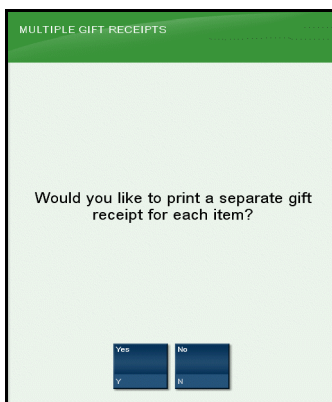 MULTIPLE GIFT RECEIPTS
Would you like to print a separate gift
receipt for each item?
Yes No
Y N